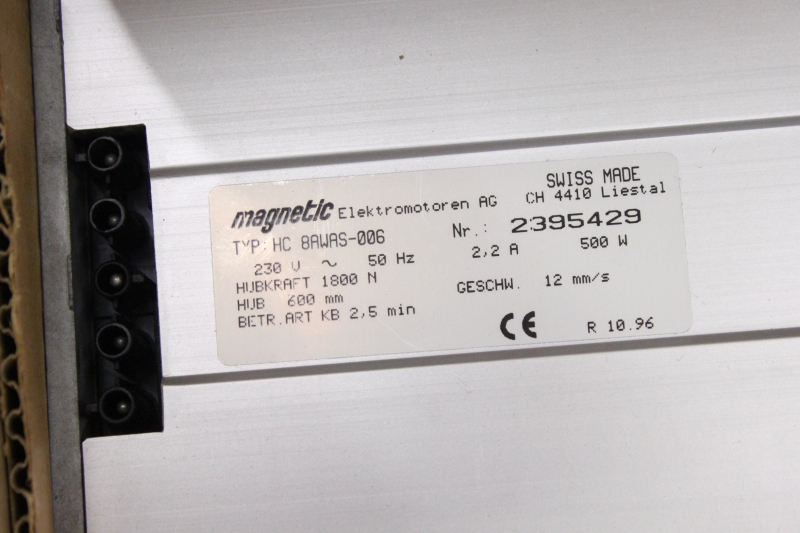 magnetic Elektromotoren AG SWISS MADE
CH 4410 Liestal
TYP: HC 8AWAS-006 Nr.: 2395429
230 V ~ 50 Hz 2,2 A 500 W
HUBKRAFT 1800 N GESCHW. 12 mm/s
HUB 600 mm
BETR.ART KB 2,5 min CE R 10.96